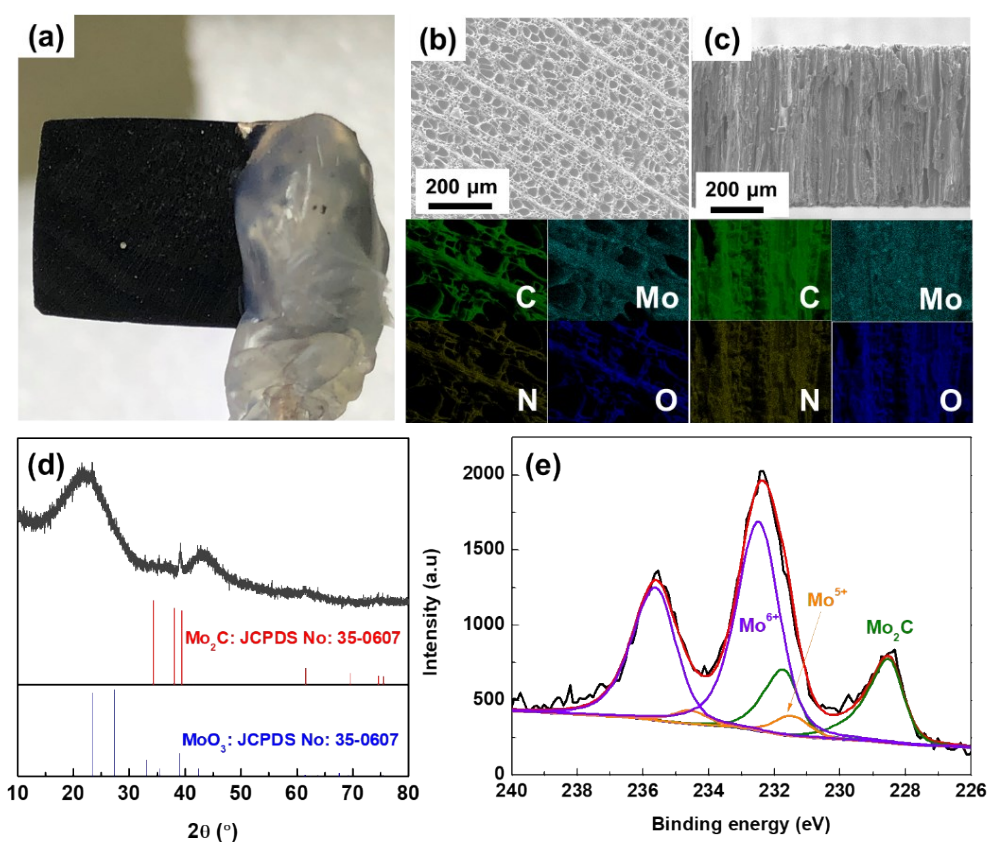 (a)
(b)
(c)
200 µm
200 µm
C
Mo
C
Mo
N
O
N
O
(d)
Mo₂C: JCPDS No: 35-0607
MoO₃: JCPDS No: 35-0607
10 20 30 40 50 60 70 80
2θ (°)
(e)
Intensity (a.u)
2000
1500
1000
500
0
Mo⁶⁺
Mo⁵⁺
Mo₂C
240 238 236 234 232 230 228 226
Binding energy (eV)